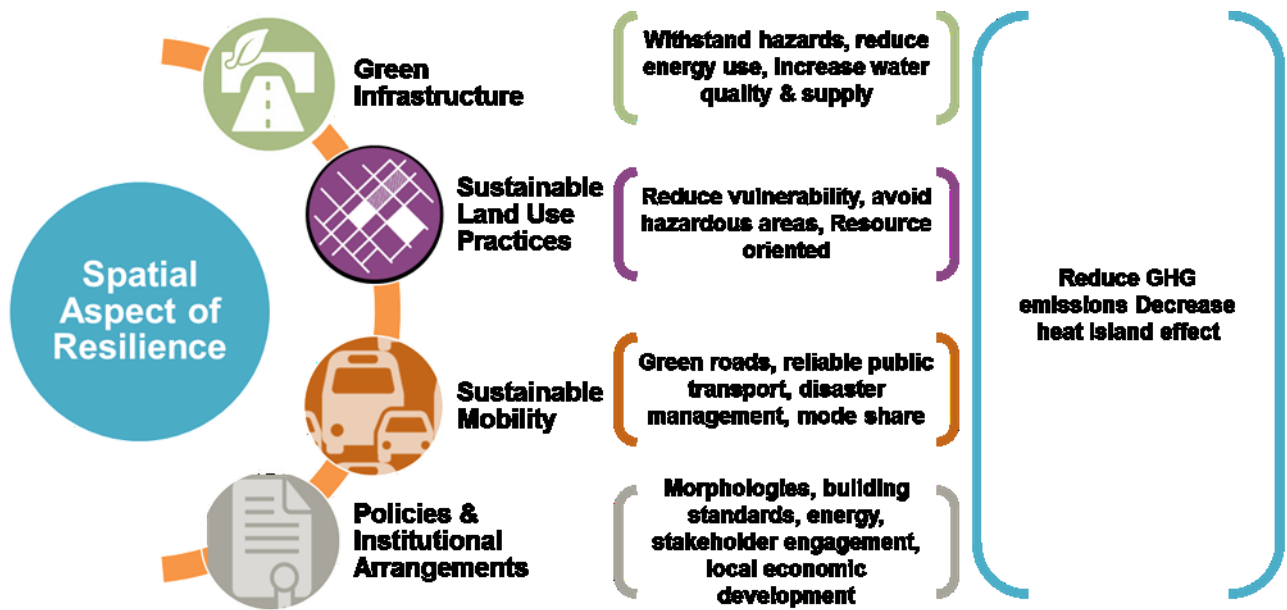 Spatial
Aspect of
Resilience
Green
Infrastructure
Withstand hazards, reduce
energy use, Increase water
quality & supply
Sustainable
Land Use
Practices
Reduce vulnerability, avoid
hazardous areas, Resource
oriented
Sustainable
Mobility
Green roads, reliable public
transport, disaster
management, mode share
Policies &
Institutional
Arrangements
Morphologies, building
standards, energy,
stakeholder engagement,
local economic
development
Reduce GHG
emissions Decrease
heat island effect